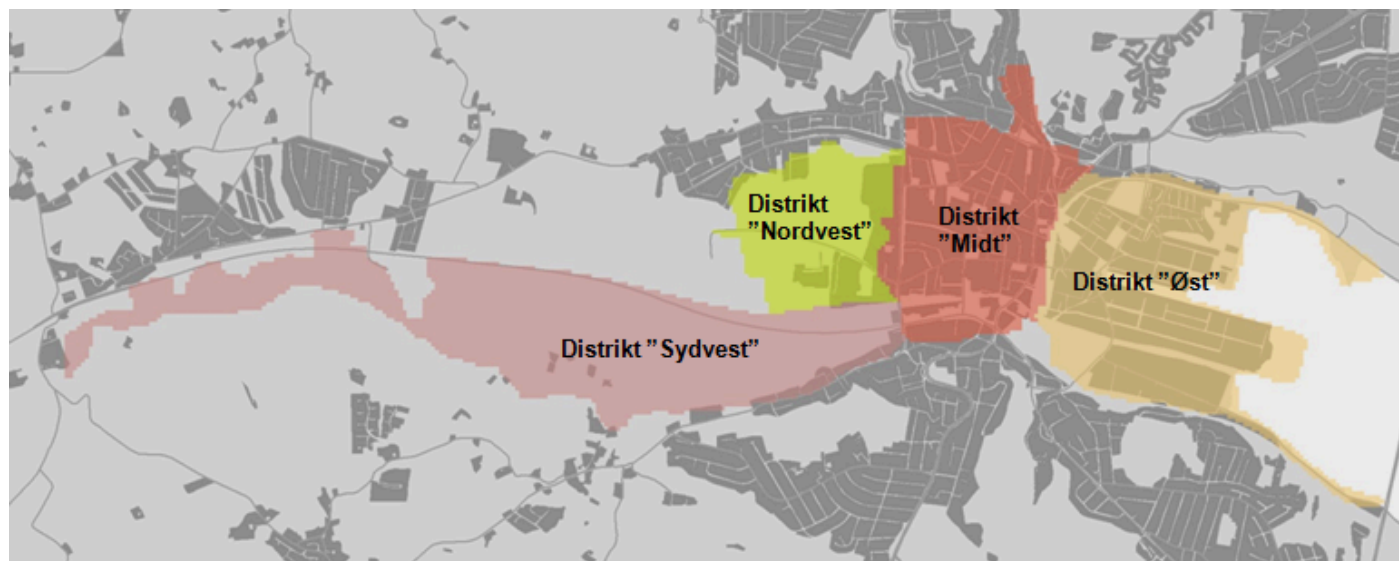 Distrikt
”Nordvest”
Distrikt
”Midt”
Distrikt ”Øst”
Distrikt ” Sydvest”